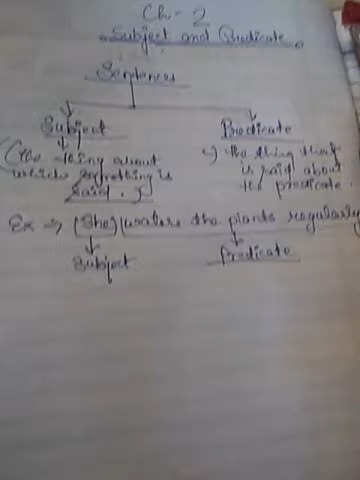 Ch - 2
Subject and Predicate
Sentences
Subject
Predicate
(The thing about
which something is
said.)
→ the thing that
is said about
the predicate.
Ex → (She) (waters the plants regularly
Subject
Predicate